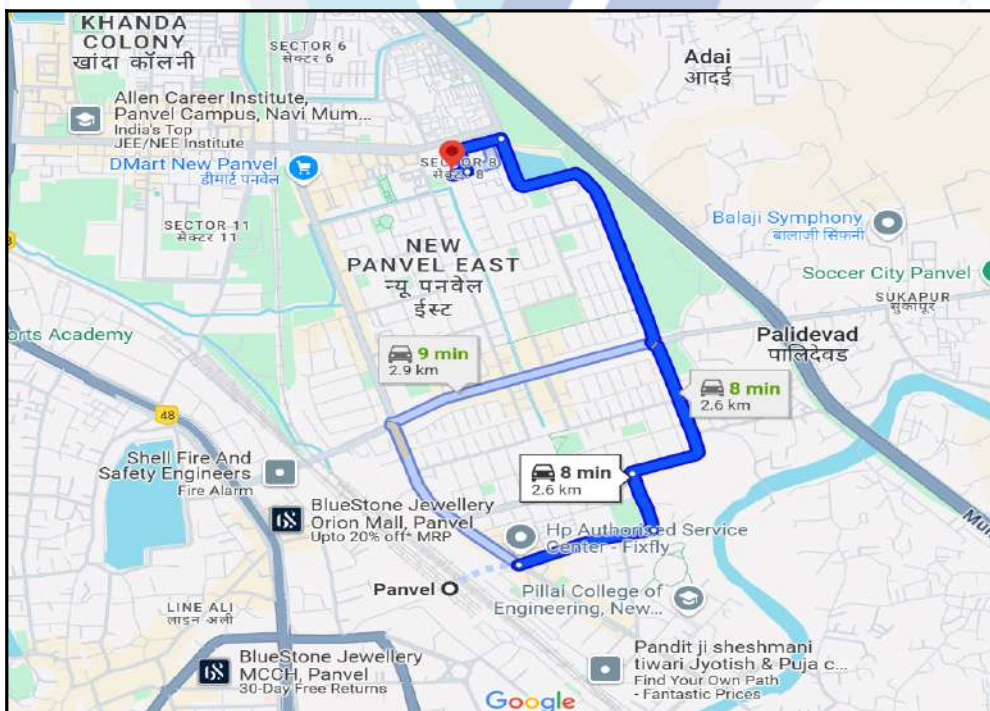 KHANDA
COLONY
खांदा कॉलनी
SECTOR 6
सेक्टर 6
Adai
आदई
Allen Career Institute,
Panvel Campus, Navi Mum...
India's Top
JEE/NEE Institute
DMart New Panvel
डीमार्ट पनवेल
SECTOR 8
सेक्टर 8
SECTOR 11
सेक्टर 11
Balaji Symphony
बालाजी सिंफनी
NEW
PANVEL EAST
न्यू पनवेल
ईस्ट
Soccer City Panvel
SUKAPUR
सुकापूर
orts Academy
Palidevad
पालिदेवड
9 min
2.9 km
8 min
2.6 km
48
Shell Fire And
Safety Engineers
Fire Alarm
8 min
2.6 km
BlueStone Jewellery
Orion Mall, Panvel
Upto 20% off* MRP
Hp Authorised Service
Center - Fixfly
Mu
Panvel
Pillai College of
Engineering, New...
LINE ALI
लाइन अली
BlueStone Jewellery
MCCH, Panvel
30-Day Free Returns
Pandit ji sheshmani
tiwari Jyotish & Puja c...
Find Your Own Path
- Fantastic Prices
Google